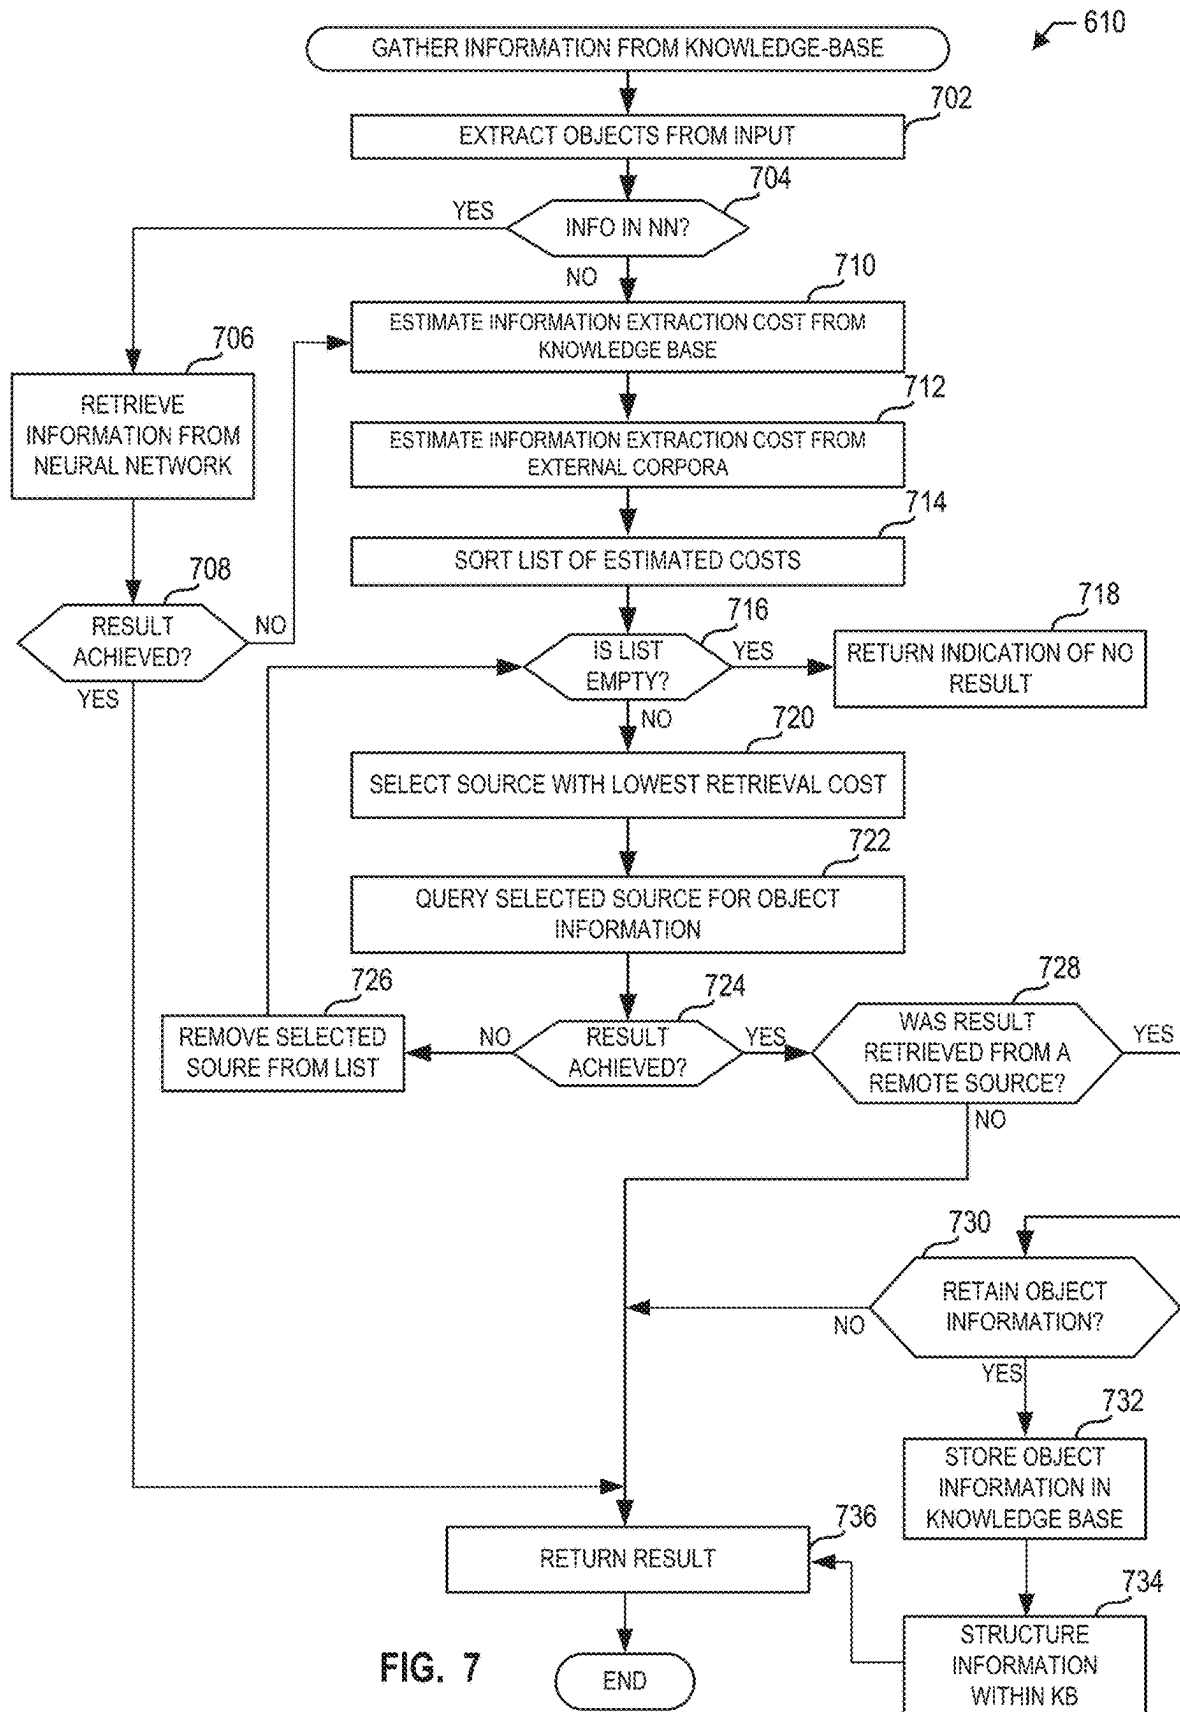 610
GATHER INFORMATION FROM KNOWLEDGE-BASE
702
EXTRACT OBJECTS FROM INPUT
704
YES
INFO IN NN?
NO
710
ESTIMATE INFORMATION EXTRACTION COST FROM
KNOWLEDGE BASE
706
RETRIEVE
INFORMATION FROM
NEURAL NETWORK
712
ESTIMATE INFORMATION EXTRACTION COST FROM
EXTERNAL CORPORA
714
SORT LIST OF ESTIMATED COSTS
708
RESULT
ACHIEVED?
NO
YES
716
IS LIST
EMPTY?
YES
NO
718
RETURN INDICATION OF NO
RESULT
720
SELECT SOURCE WITH LOWEST RETRIEVAL COST
722
QUERY SELECTED SOURCE FOR OBJECT
INFORMATION
726
REMOVE SELECTED
SOURE FROM LIST
NO
724
RESULT
ACHIEVED?
YES
728
WAS RESULT
RETRIEVED FROM A
REMOTE SOURCE?
YES
NO
730
RETAIN OBJECT
INFORMATION?
NO
YES
732
STORE OBJECT
INFORMATION IN
KNOWLEDGE BASE
736
RETURN RESULT
734
STRUCTURE
INFORMATION
WITHIN KB
FIG. 7
END